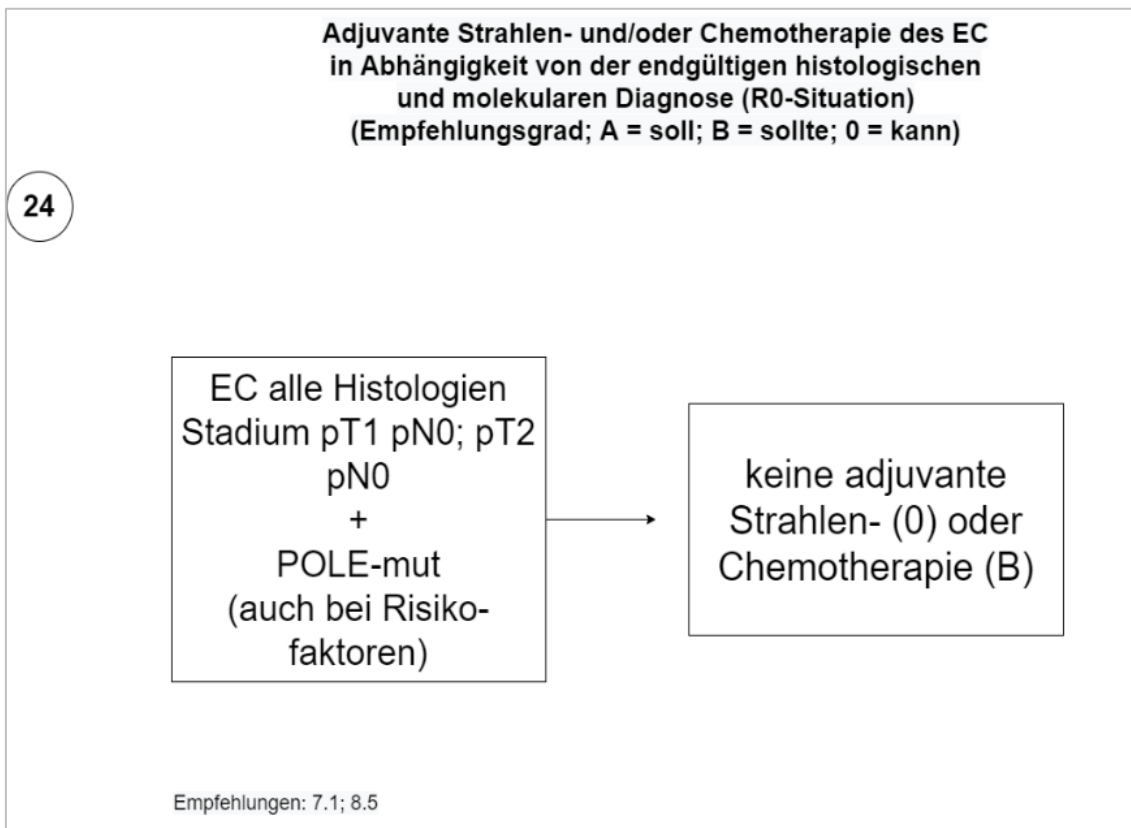 Adjuvante Strahlen- und/oder Chemotherapie des EC
in Abhängigkeit von der endgültigen histologischen
und molekularen Diagnose (R0-Situation)
(Empfehlungsgrad; A = soll; B = sollte; 0 = kann)
24
EC alle Histologien
Stadium pT1 pN0; pT2
pN0
+
POLE-mut
(auch bei Risiko-
faktoren)
keine adjuvante
Strahlen- (0) oder
Chemotherapie (B)
Empfehlungen: 7.1; 8.5